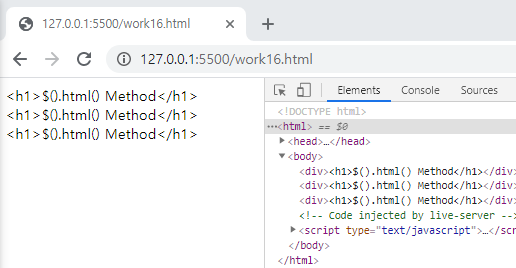 127.0.0.1:5500/work16.html
127.0.0.1:5500/work16.html
<h1>$().html() Method</h1>
<h1>$().html() Method</h1>
<h1>$().html() Method</h1>
Elements Console Sources
<!DOCTYPE html>
…<html> == $0
<head>…</head>
<body>
<div><h1>$().html() Method</h1></div>
<div><h1>$().html() Method</h1></div>
<div><h1>$().html() Method</h1></div>
<!-- Code injected by live-server -->
<script type="text/javascript">…</s
</body>
</html>